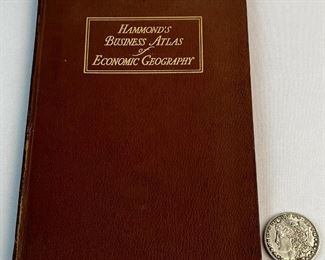 HAMMOND'S
BUSINESS ATLAS
of
ECONOMIC GEOGRAPHY